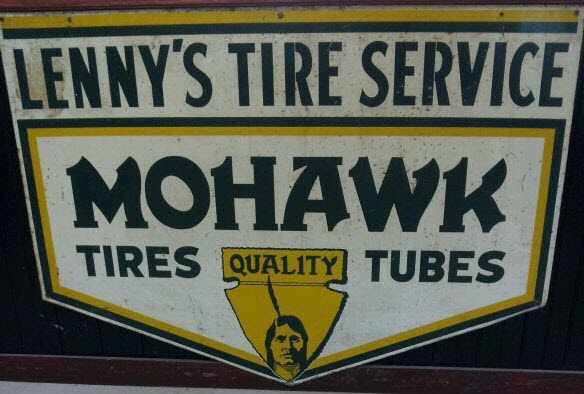 LENNY'S TIRE SERVICE
MOHAWK
TIRES QUALITY TUBES